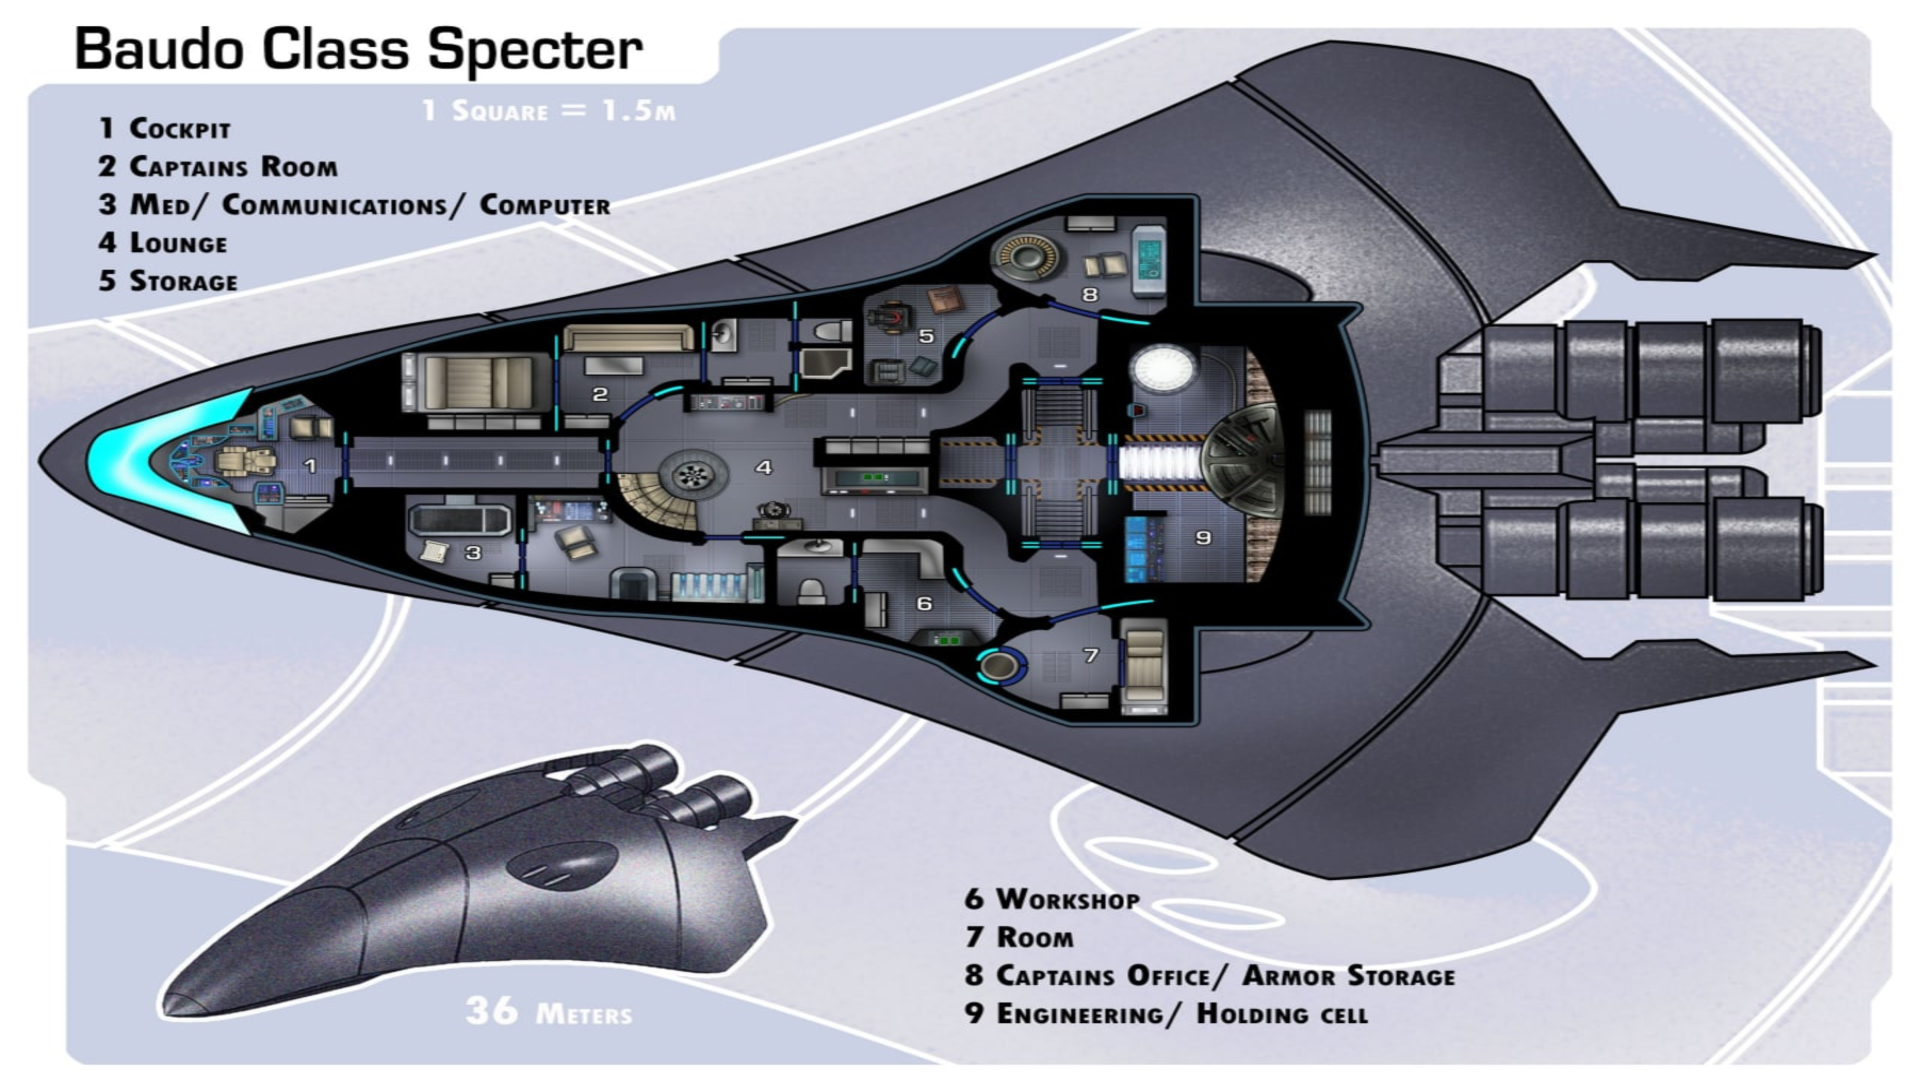 Baudo Class Specter
1 Square = 1.5m
1 Cockpit
2 Captains Room
3 Med/ Communications/ Computer
4 Lounge
5 Storage
8
5
2
1
4
3
9
6
7
6 Workshop
7 Room
8 Captains Office/ Armor Storage
9 Engineering/ Holding cell
36 Meters